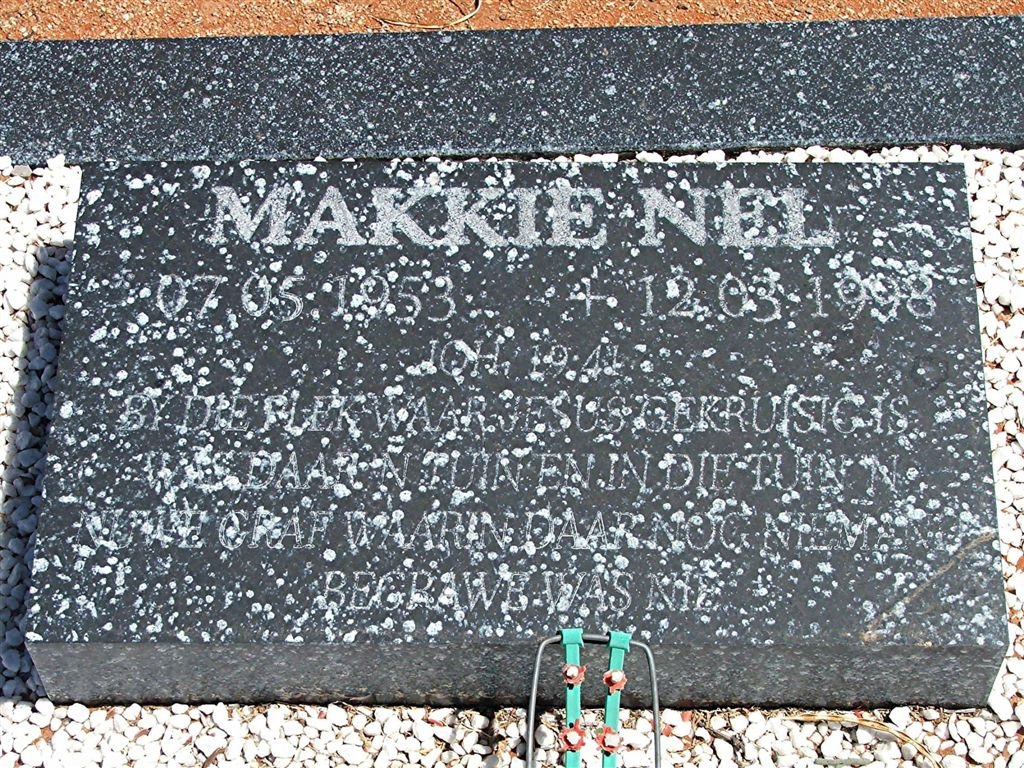 MAKKIE NEL
07.05.1953 + 12.03.1998
JOH. 19:41
BY DIE PLEK WAAR JESUS GEKRUISIG IS
WAS DAAR 'N TUIN EN IN DIE TUIN 'N
NUWE GRAF WAARIN DAAR NOG NIEMAND
BEGRAWE WAS NIE